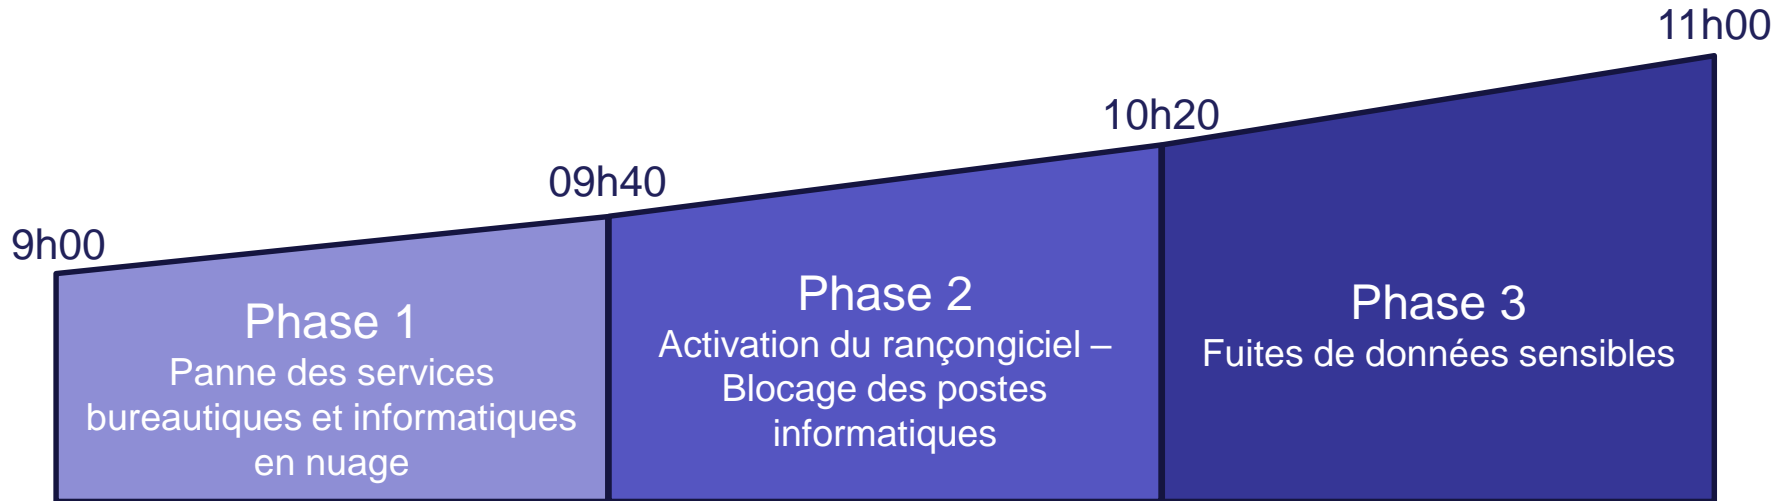 9h00
09h40
10h20
11h00
Phase 1
Panne des services
bureautiques et informatiques
en nuage
Phase 2
Activation du rançongiciel –
Blocage des postes
informatiques
Phase 3
Fuites de données sensibles